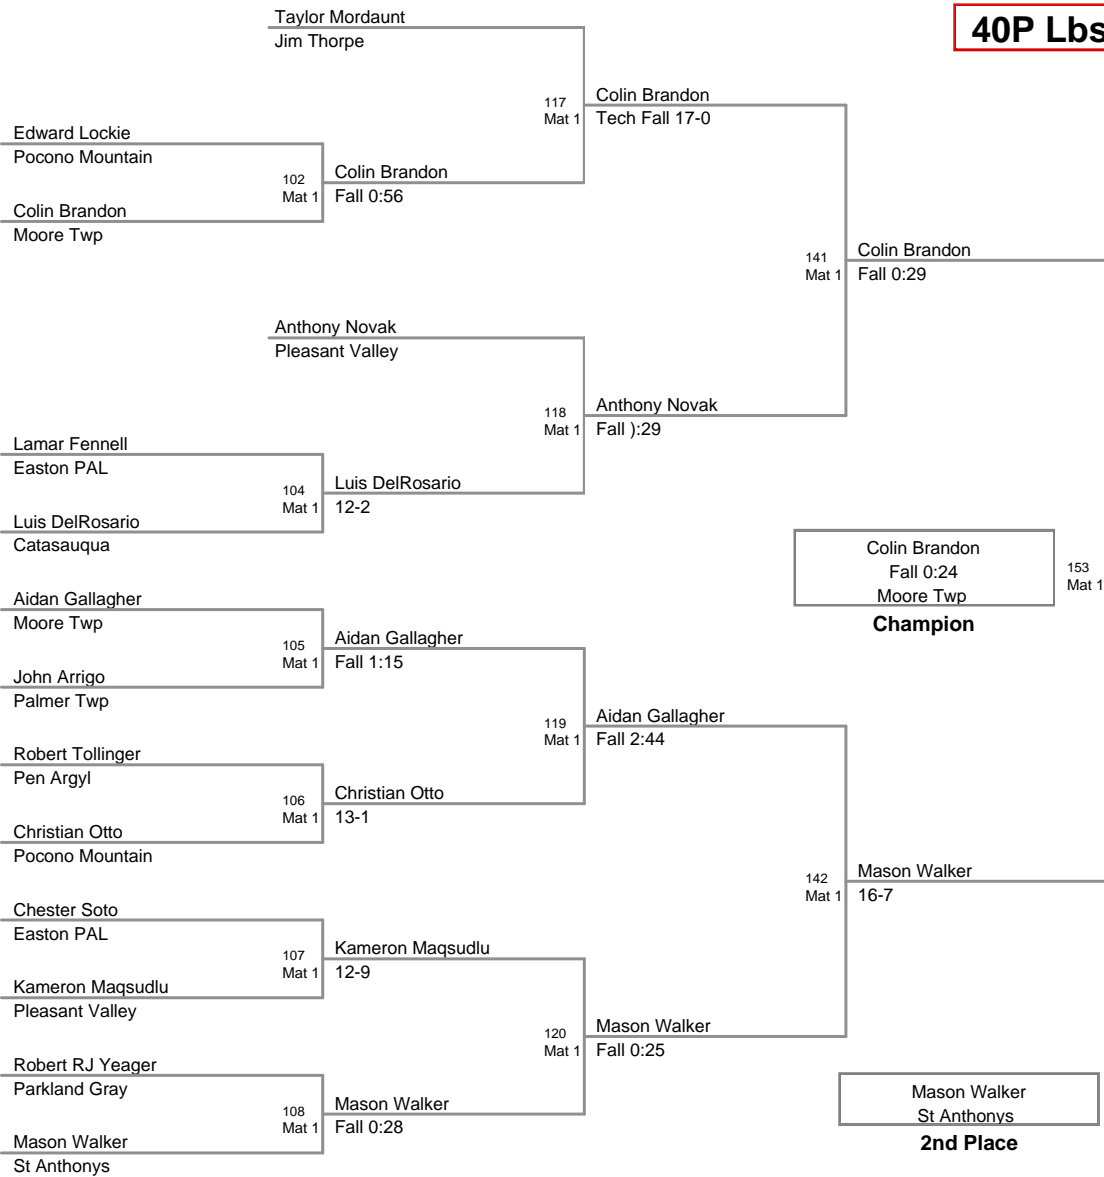 Taylor Mordaunt
Jim Thorpe
40P Lbs
117
Mat 1
Colin Brandon
Tech Fall 17-0
Edward Lockie
Pocono Mountain
102
Mat 1
Colin Brandon
Fall 0:56
Colin Brandon
Moore Twp
141
Mat 1
Colin Brandon
Fall 0:29
Anthony Novak
Pleasant Valley
118
Mat 1
Anthony Novak
Fall ):29
Lamar Fennell
Easton PAL
104
Mat 1
Luis DelRosario
12-2
Luis DelRosario
Catasauqua
Colin Brandon
Fall 0:24
Moore Twp
Champion
153
Mat 1
Aidan Gallagher
Moore Twp
105
Mat 1
Aidan Gallagher
Fall 1:15
John Arrigo
Palmer Twp
119
Mat 1
Aidan Gallagher
Fall 2:44
Robert Tollinger
Pen Argyl
106
Mat 1
Christian Otto
13-1
Christian Otto
Pocono Mountain
142
Mat 1
Mason Walker
16-7
Chester Soto
Easton PAL
107
Mat 1
Kameron Maqsudlu
12-9
Kameron Maqsudlu
Pleasant Valley
120
Mat 1
Mason Walker
Fall 0:25
Robert RJ Yeager
Parkland Gray
108
Mat 1
Mason Walker
Fall 0:28
Mason Walker
St Anthonys
Mason Walker
St Anthonys
2nd Place